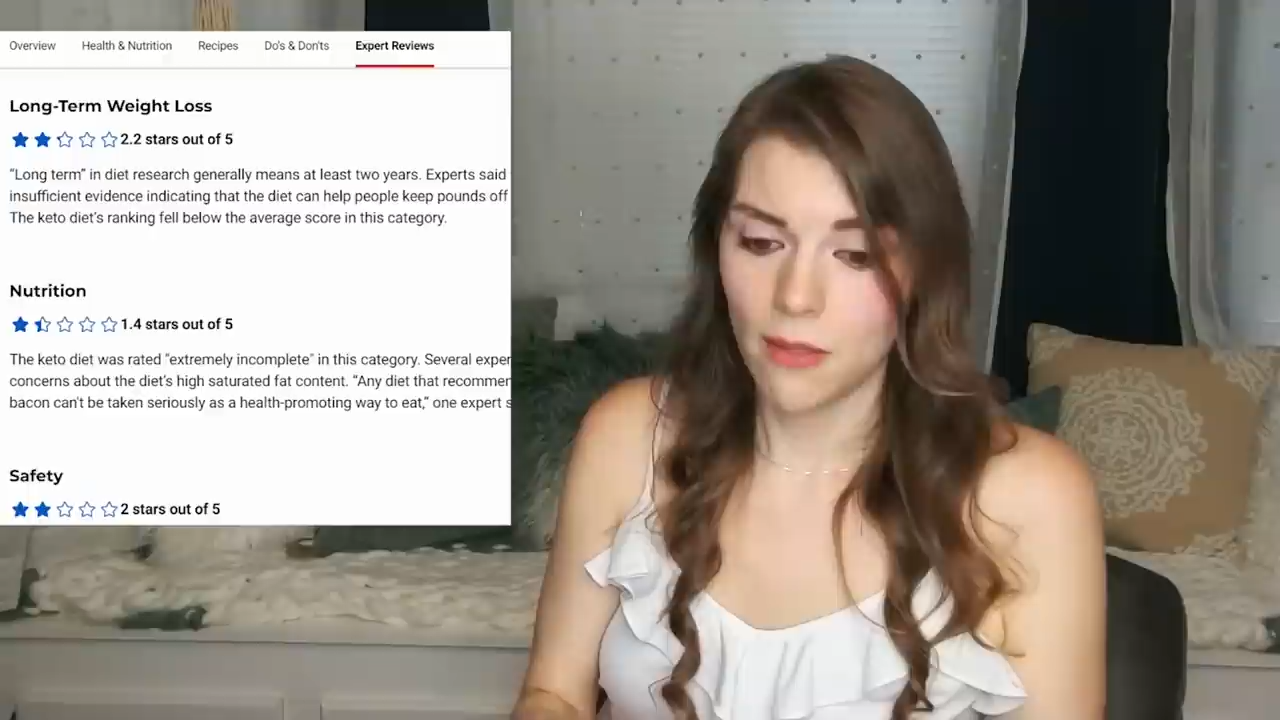 Overview Health & Nutrition Recipes Do's & Don'ts Expert Reviews
Long-Term Weight Loss
2.2 stars out of 5
“Long term” in diet research generally means at least two years. Experts said
insufficient evidence indicating that the diet can help people keep pounds off
The keto diet's ranking fell below the average score in this category.
Nutrition
1.4 stars out of 5
The keto diet was rated "extremely incomplete" in this category. Several exper
concerns about the diet's high saturated fat content. “Any diet that recommen
bacon can't be taken seriously as a health-promoting way to eat,” one expert s
Safety
2 stars out of 5